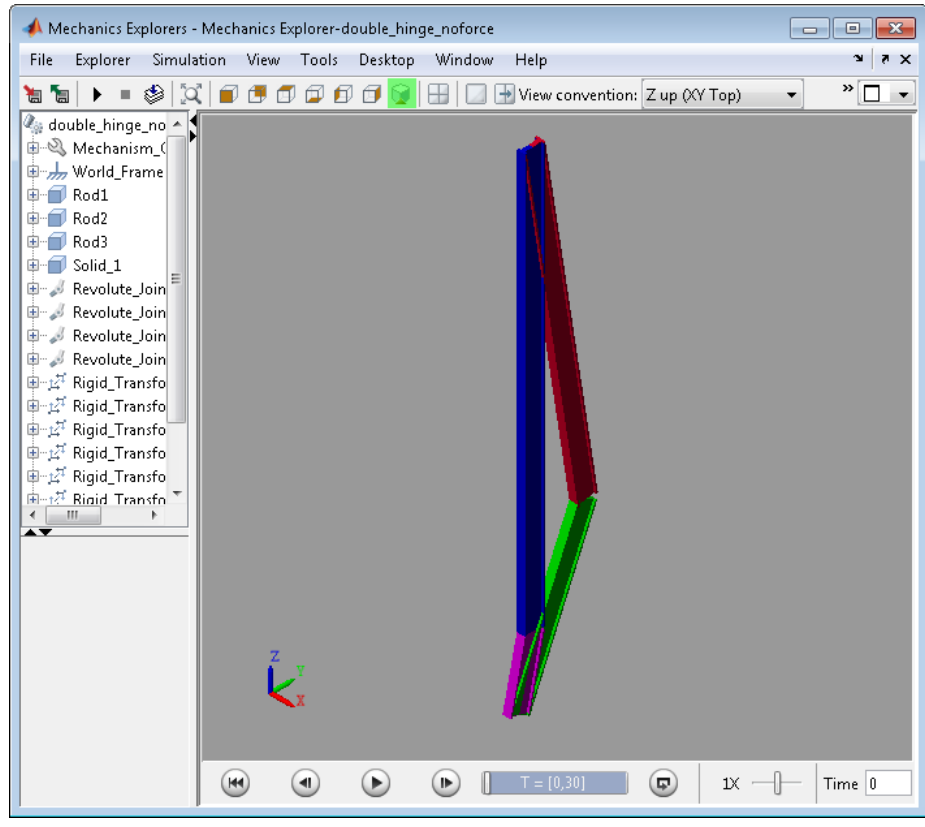 Mechanics Explorers - Mechanics Explorer-double_hinge_noforce
File Explorer Simulation View Tools Desktop Window Help
View convention: Z up (XY Top)
double_hinge_no
Mechanism_C
World_Frame
Rod1
Rod2
Rod3
Solid_1
Revolute_Join
Revolute_Join
Revolute_Join
Revolute_Join
Rigid_Transfo
Rigid_Transfo
Rigid_Transfo
Rigid_Transfo
Rigid_Transfo
Rigid_Transfo
Z
Y
X
T = [0,30]
1X
Time 0